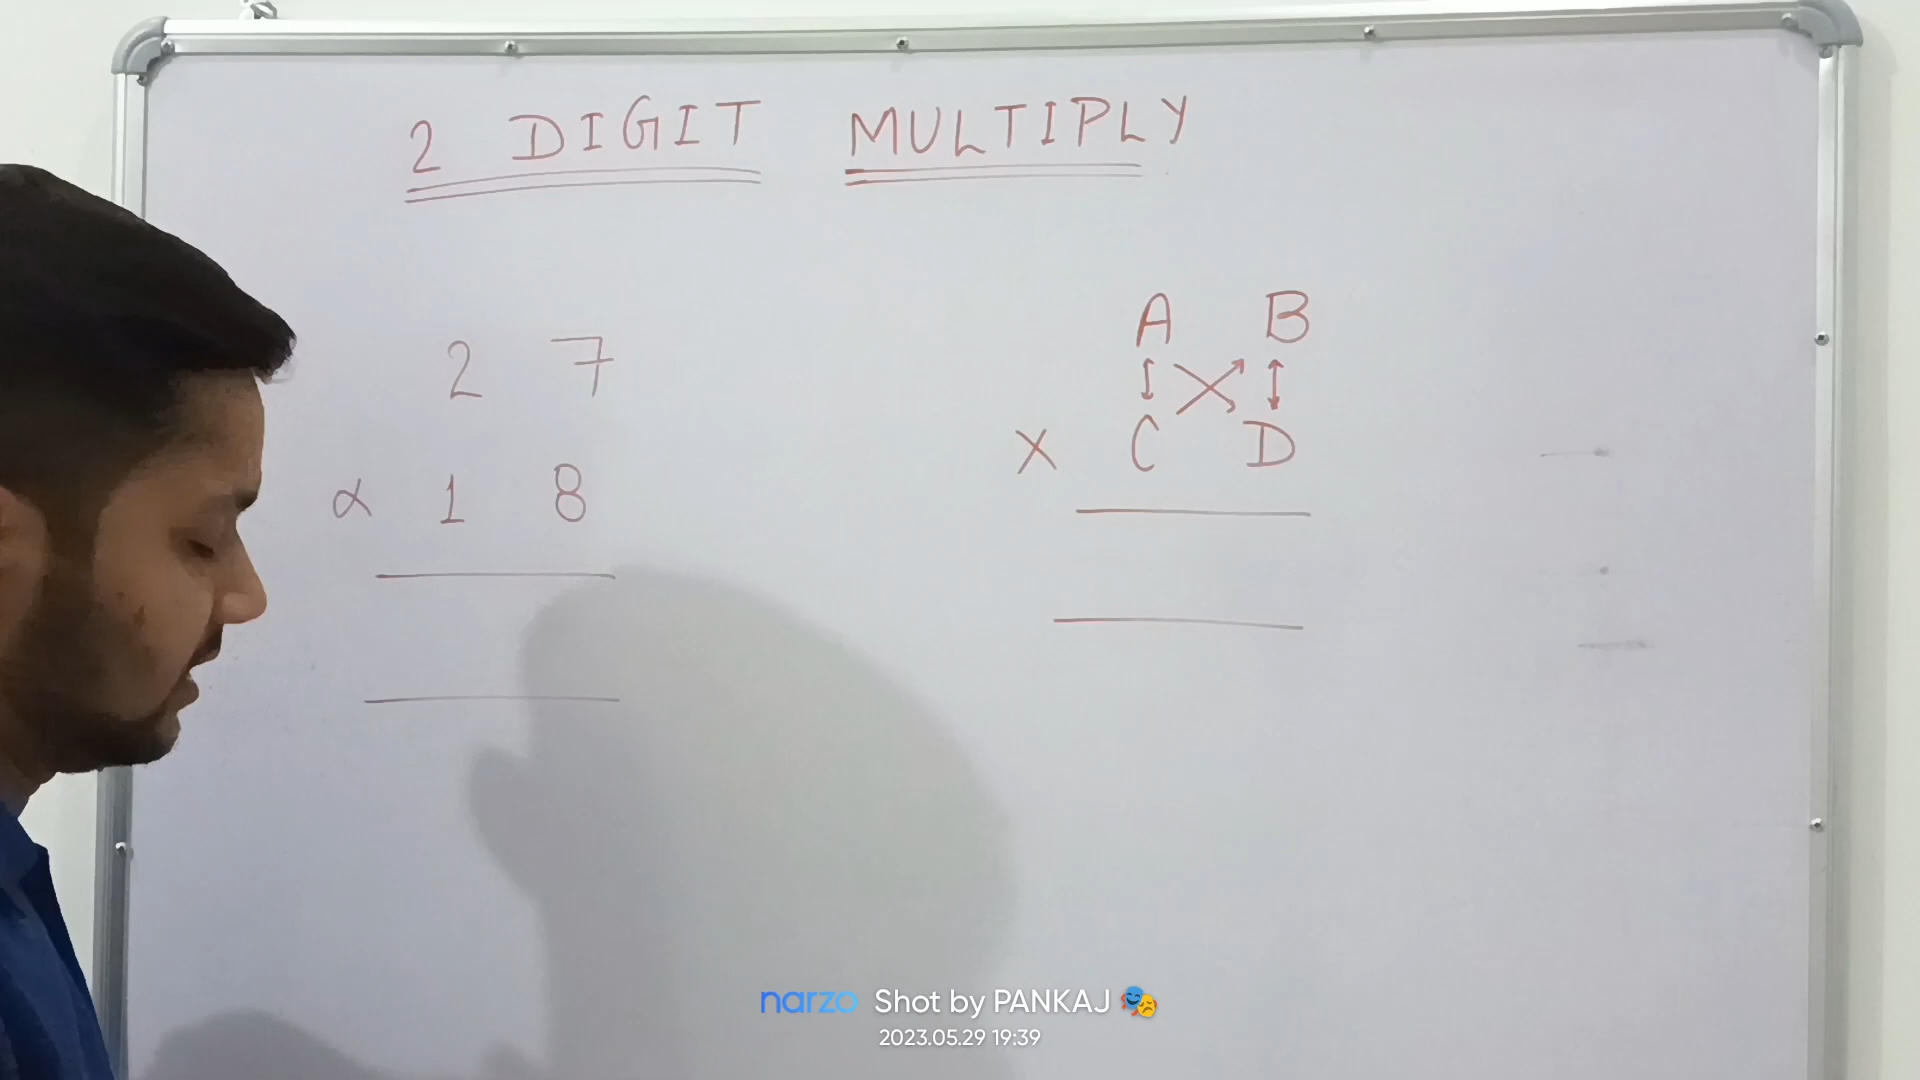 2 DIGIT MULTIPLY
2 7
x 1 8
A B
X C D
narzo Shot by PANKAJ 🎭
2023.05.29 19:39